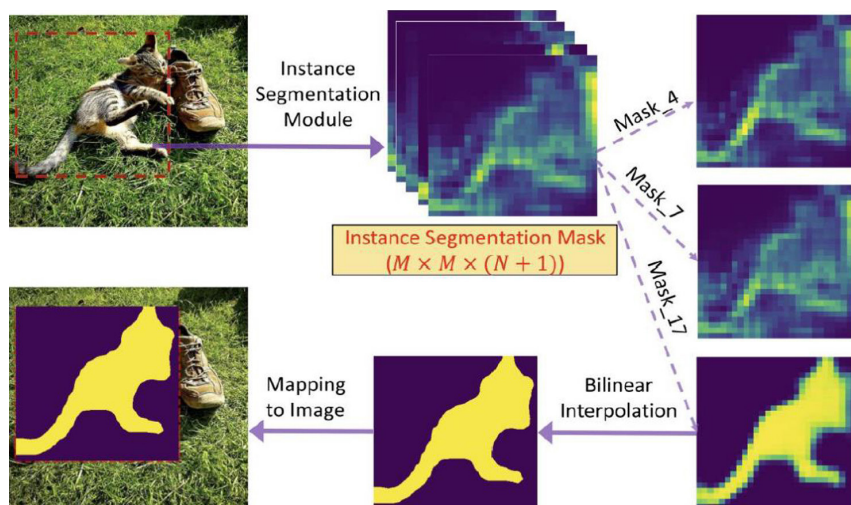 Instance
Segmentation
Module
Mask_4
Mask_7
Mask_17
Instance Segmentation Mask
(M × M × (N + 1))
Mapping
to Image
Bilinear
Interpolation